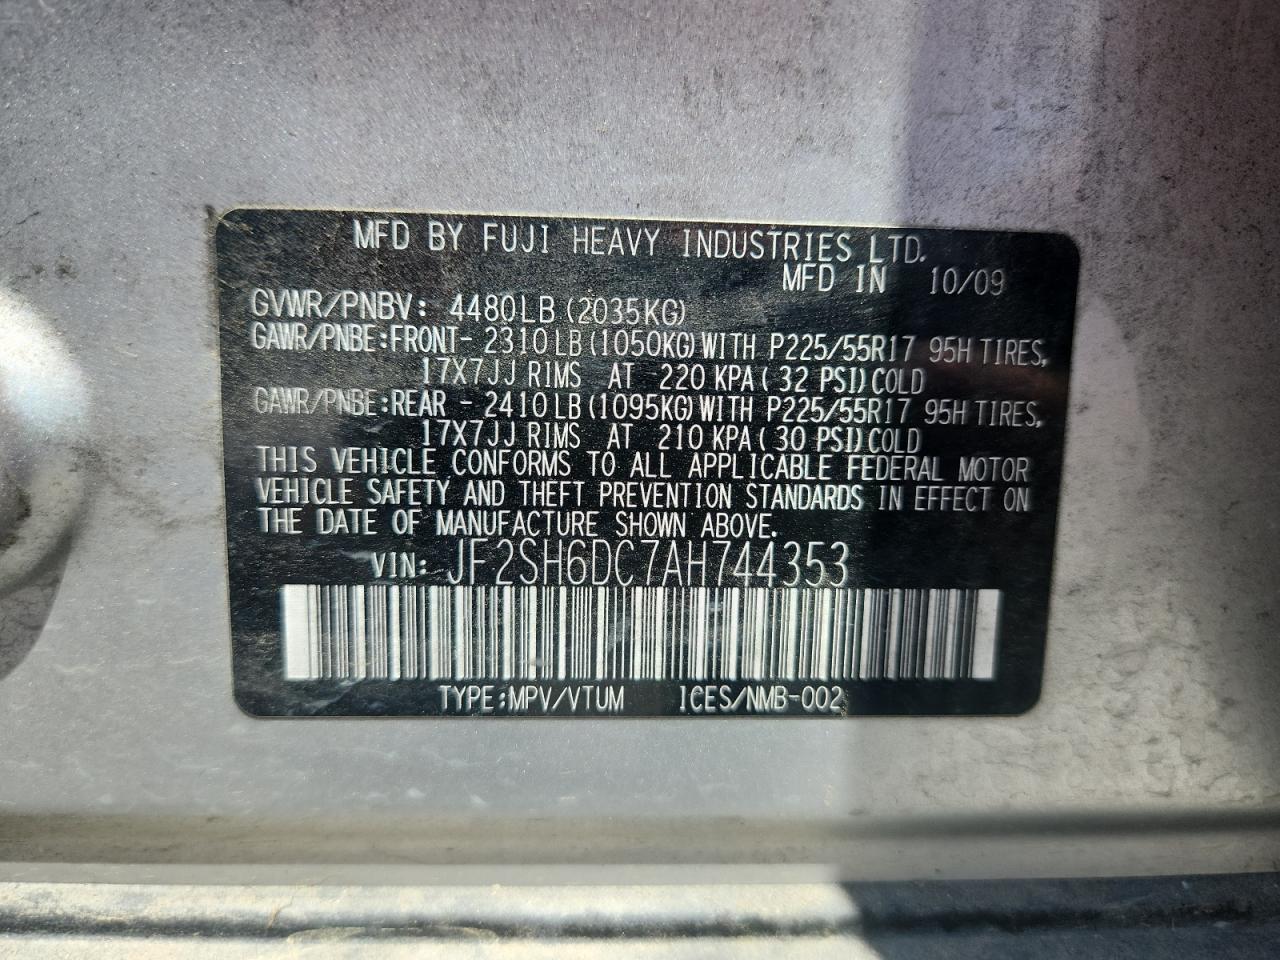 MFD BY FUJI HEAVY INDUSTRIES LTD.
MFD IN 10/09
GVWR/PNBV: 4480LB (2035KG)
GAWR/PNBE:FRONT- 2310LB (1050KG) WITH P225/55R17 95H TIRES,
17X7JJ RIMS AT 220 KPA ( 32 PSI) COLD
GAWR/PNBE:REAR - 2410LB (1095KG) WITH P225/55R17 95H TIRES,
17X7JJ RIMS AT 210 KPA ( 30 PSI) COLD
THIS VEHICLE CONFORMS TO ALL APPLICABLE FEDERAL MOTOR
VEHICLE SAFETY AND THEFT PREVENTION STANDARDS IN EFFECT ON
THE DATE OF MANUFACTURE SHOWN ABOVE.
VIN: JF2SH6DC7AH744353
TYPE:MPV/VTUM ICES/NMB-002